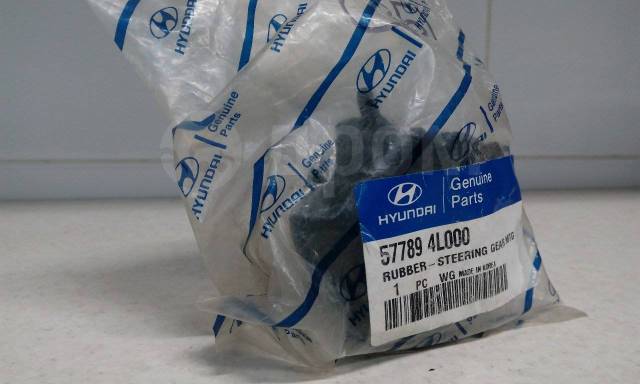 HYUNDAI
HYUNDAI
HYUNDAI
Genuine
Parts
HYUNDAI
HYUNDAI
Genuine
Parts
HYUNDAI
Genuine
Parts
57789 4L000
RUBBER-STEERING GEAR MTG
1 PC WG MADE IN KOREA